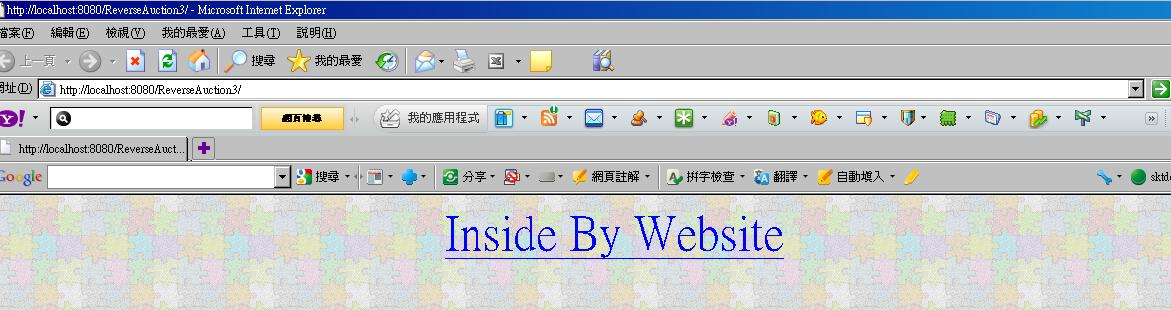 http://localhost:8080/ReverseAuction3/ - Microsoft Internet Explorer
檔案(F) 編輯(E) 檢視(V) 我的最愛(A) 工具(T) 說明(H)
上一頁 搜尋 我的最愛
網址(D) http://localhost:8080/ReverseAuction3/
Y! 網頁搜尋 我的應用程式
http://localhost:8080/ReverseAuct...
Google 搜尋 分享 網頁註解 拼字檢查 翻譯 自動填入
Inside By Website